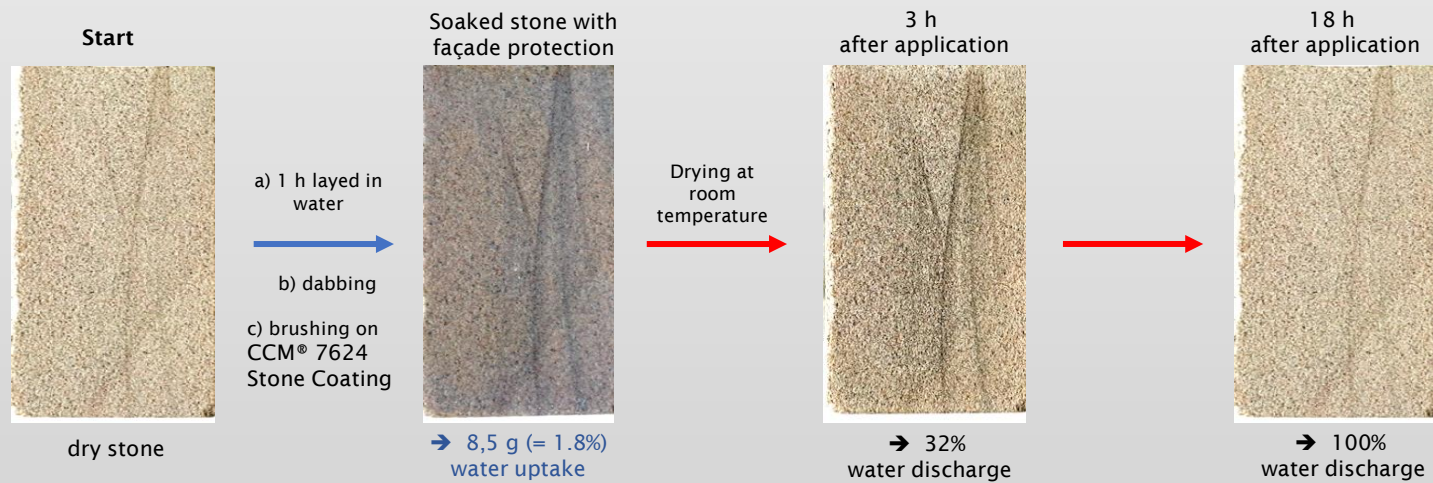 Start
dry stone
a) 1 h layed in
water
b) dabbing
c) brushing on
CCM® 7624
Stone Coating
Soaked stone with
façade protection
➔ 8,5 g (= 1.8%)
water uptake
Drying at
room
temperature
3 h
after application
➔ 32%
water discharge
18 h
after application
➔ 100%
water discharge